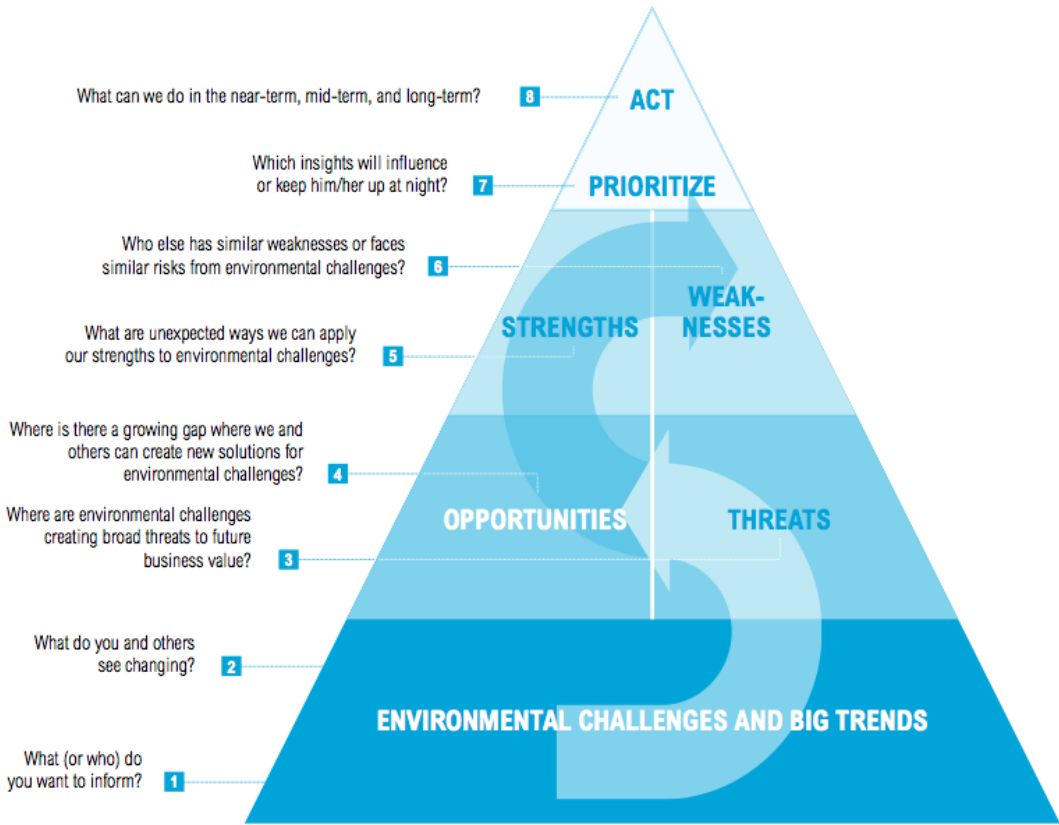 What can we do in the near-term, mid-term, and long-term?
8
ACT
Which insights will influence
or keep him/her up at night?
7
PRIORITIZE
Who else has similar weaknesses or faces
similar risks from environmental challenges?
6
WEAK-
NESSES
STRENGTHS
What are unexpected ways we can apply
our strengths to environmental challenges?
5
Where is there a growing gap where we and
others can create new solutions for
environmental challenges?
4
OPPORTUNITIES
THREATS
Where are environmental challenges
creating broad threats to future
business value?
3
What do you and others
see changing?
2
ENVIRONMENTAL CHALLENGES AND BIG TRENDS
What (or who) do
you want to inform?
1